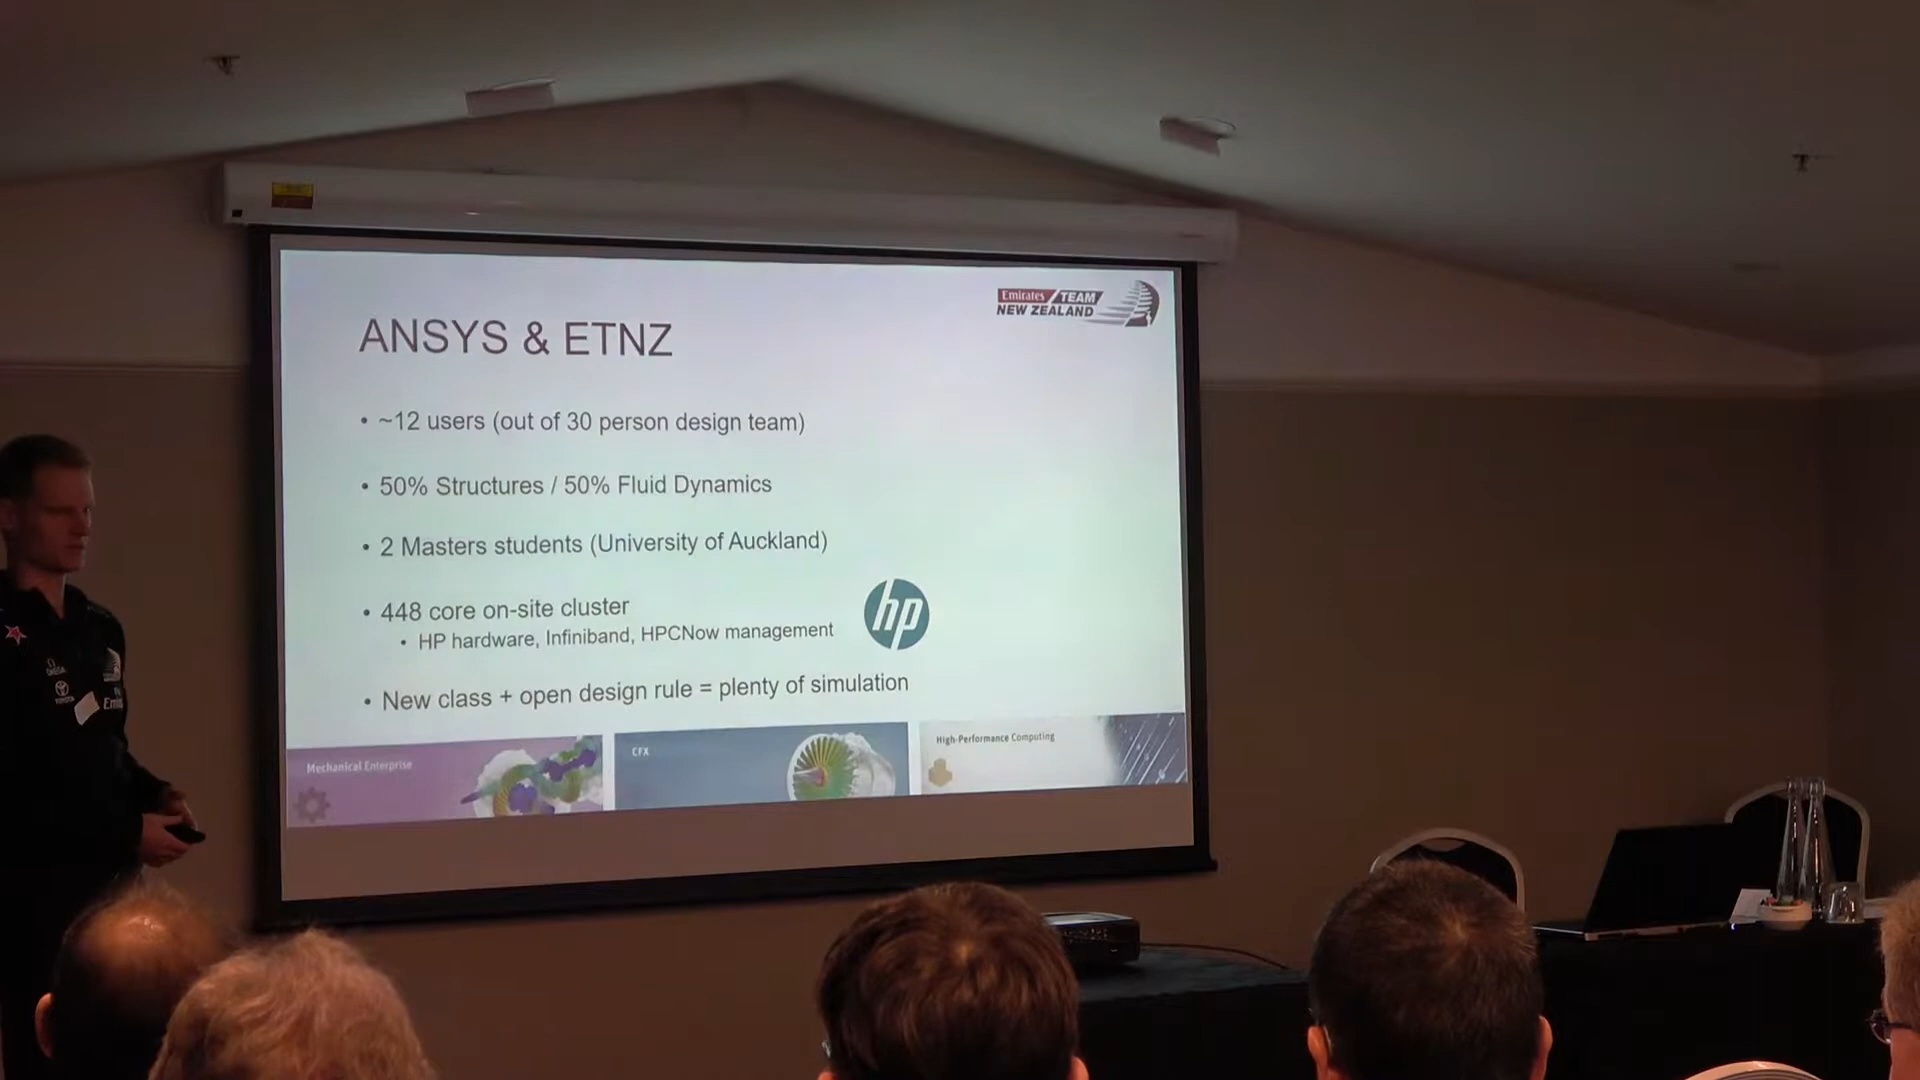 Emirates TEAM
NEW ZEALAND
ANSYS & ETNZ
• ~12 users (out of 30 person design team)
• 50% Structures / 50% Fluid Dynamics
• 2 Masters students (University of Auckland)
• 448 core on-site cluster
• HP hardware, Infiniband, HPCNow management
hp
• New class + open design rule = plenty of simulation
Mechanical Enterprise
CFX
High-Performance Computing
OMEGA
TOYOTA